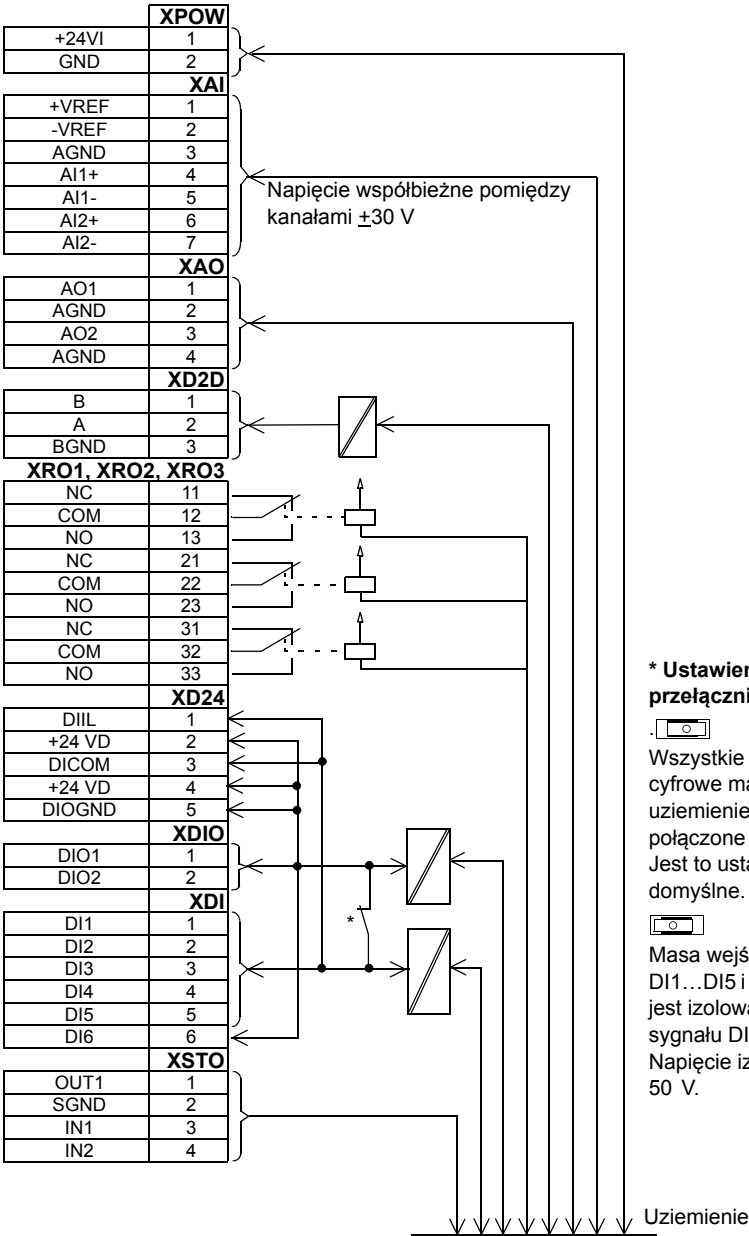 XPOW
+24VI 1
GND 2
XAI
+VREF 1
-VREF 2
AGND 3
AI1+ 4
AI1- 5
AI2+ 6
AI2- 7
Napięcie współbieżne pomiędzy
kanałami ±30 V
XAO
AO1 1
AGND 2
AO2 3
AGND 4
XD2D
B 1
A 2
BGND 3
XRO1, XRO2, XRO3
NC 11
COM 12
NO 13
NC 21
COM 22
NO 23
NC 31
COM 32
NO 33
XD24
DIIL 1
+24 VD 2
DICOM 3
+24 VD 4
DIOGND 5
XDIO
DIO1 1
DIO2 2
XDI
DI1 1
DI2 2
DI3 3
DI4 4
DI5 5
DI6 6
*
XSTO
OUT1 1
SGND 2
IN1 3
IN2 4
* Ustawien
przełączni
.
Wszystkie
cyfrowe ma
uziemienie
połączone
Jest to usta
domyślne.
Masa wejś
DI1…DI5 i
jest izolowa
sygnału DI
Napięcie iz
50 V.
Uziemienie